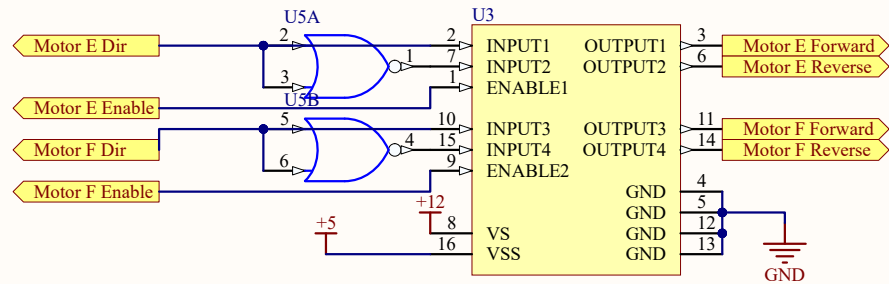 U5A
U3
Motor E Dir
2
2
INPUT1
OUTPUT1
3
Motor E Forward
1
7
INPUT2
OUTPUT2
6
Motor E Reverse
3
1
ENABLE1
Motor E Enable
U5B
5
10
INPUT3
OUTPUT3
11
Motor F Forward
Motor F Dir
4
15
INPUT4
OUTPUT4
14
Motor F Reverse
6
9
ENABLE2
Motor F Enable
GND
4
+12
GND
5
+5
8
VS
GND
12
16
VSS
GND
13
GND